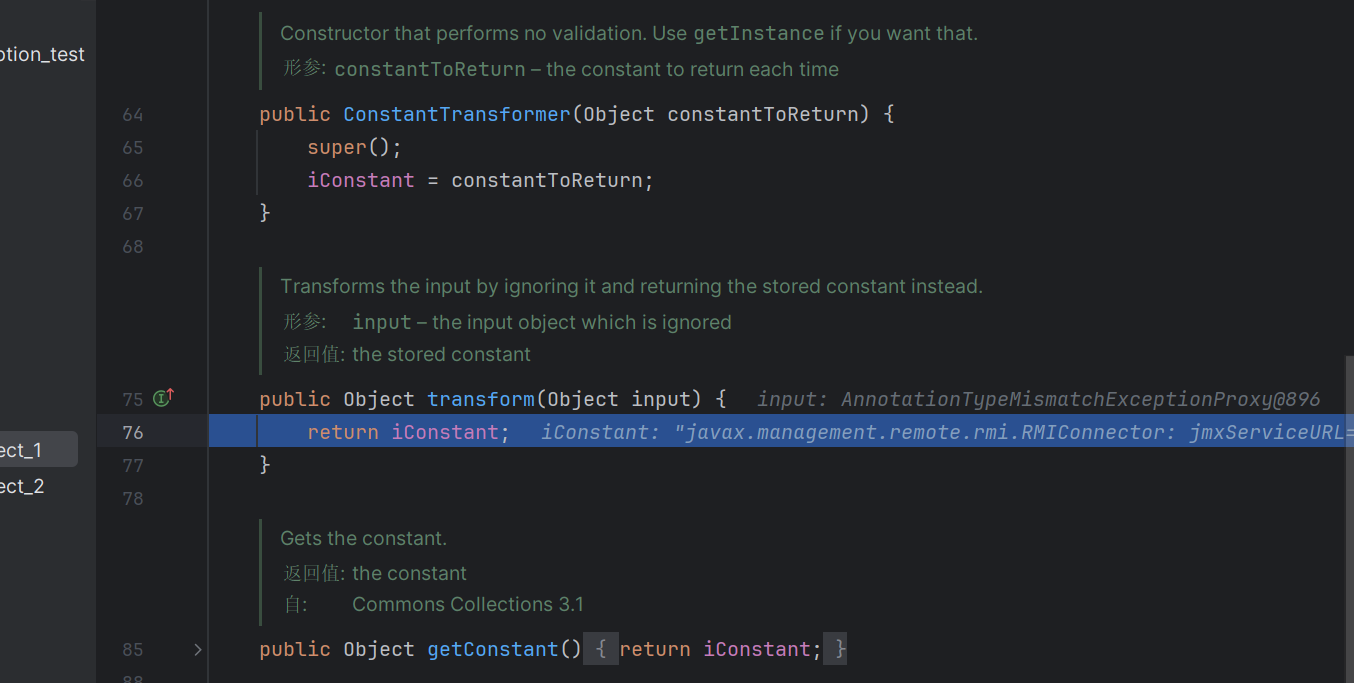 ption_test
ect_1
ect_2
Constructor that performs no validation. Use getInstance if you want that.
形参: constantToReturn – the constant to return each time
64 public ConstantTransformer(Object constantToReturn) {
65 super();
66 iConstant = constantToReturn;
67 }
68
Transforms the input by ignoring it and returning the stored constant instead.
形参: input – the input object which is ignored
返回值: the stored constant
75 public Object transform(Object input) { input: AnnotationTypeMismatchExceptionProxy@896
76 return iConstant; iConstant: "javax.management.remote.rmi.RMIConnector: jmxServiceURL=
77 }
78
Gets the constant.
返回值: the constant
自: Commons Collections 3.1
85 public Object getConstant() { return iConstant; }
88